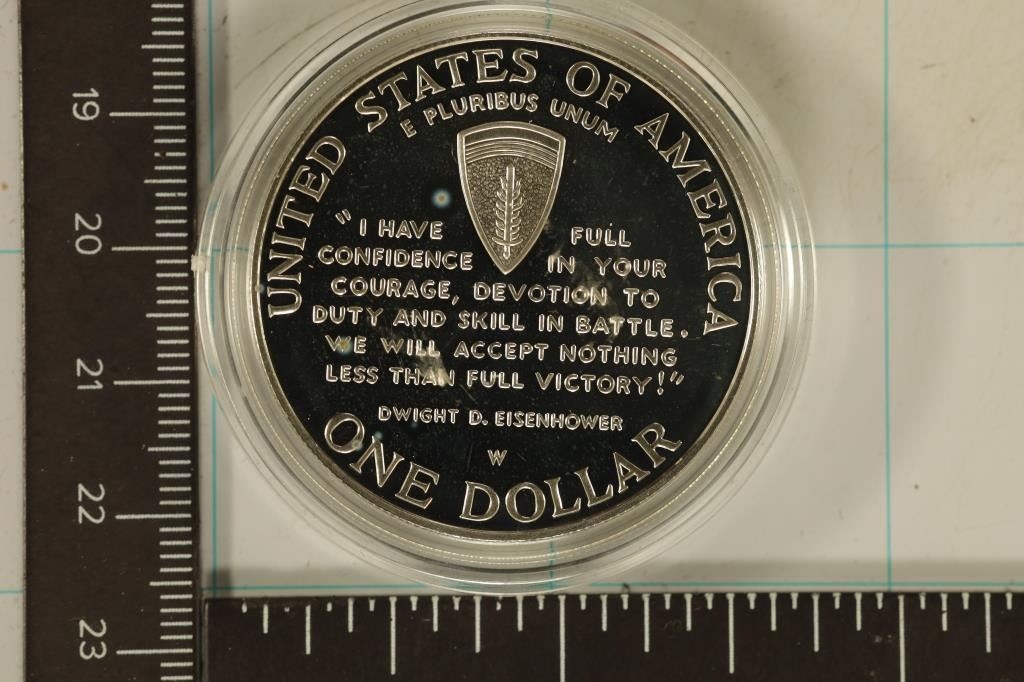 UNITED STATES OF AMERICA
E PLURIBUS UNUM
"I HAVE FULL
CONFIDENCE IN YOUR
COURAGE, DEVOTION TO
DUTY AND SKILL IN BATTLE.
WE WILL ACCEPT NOTHING
LESS THAN FULL VICTORY!"
DWIGHT D. EISENHOWER
W
ONE DOLLAR
19
20
21
22
23